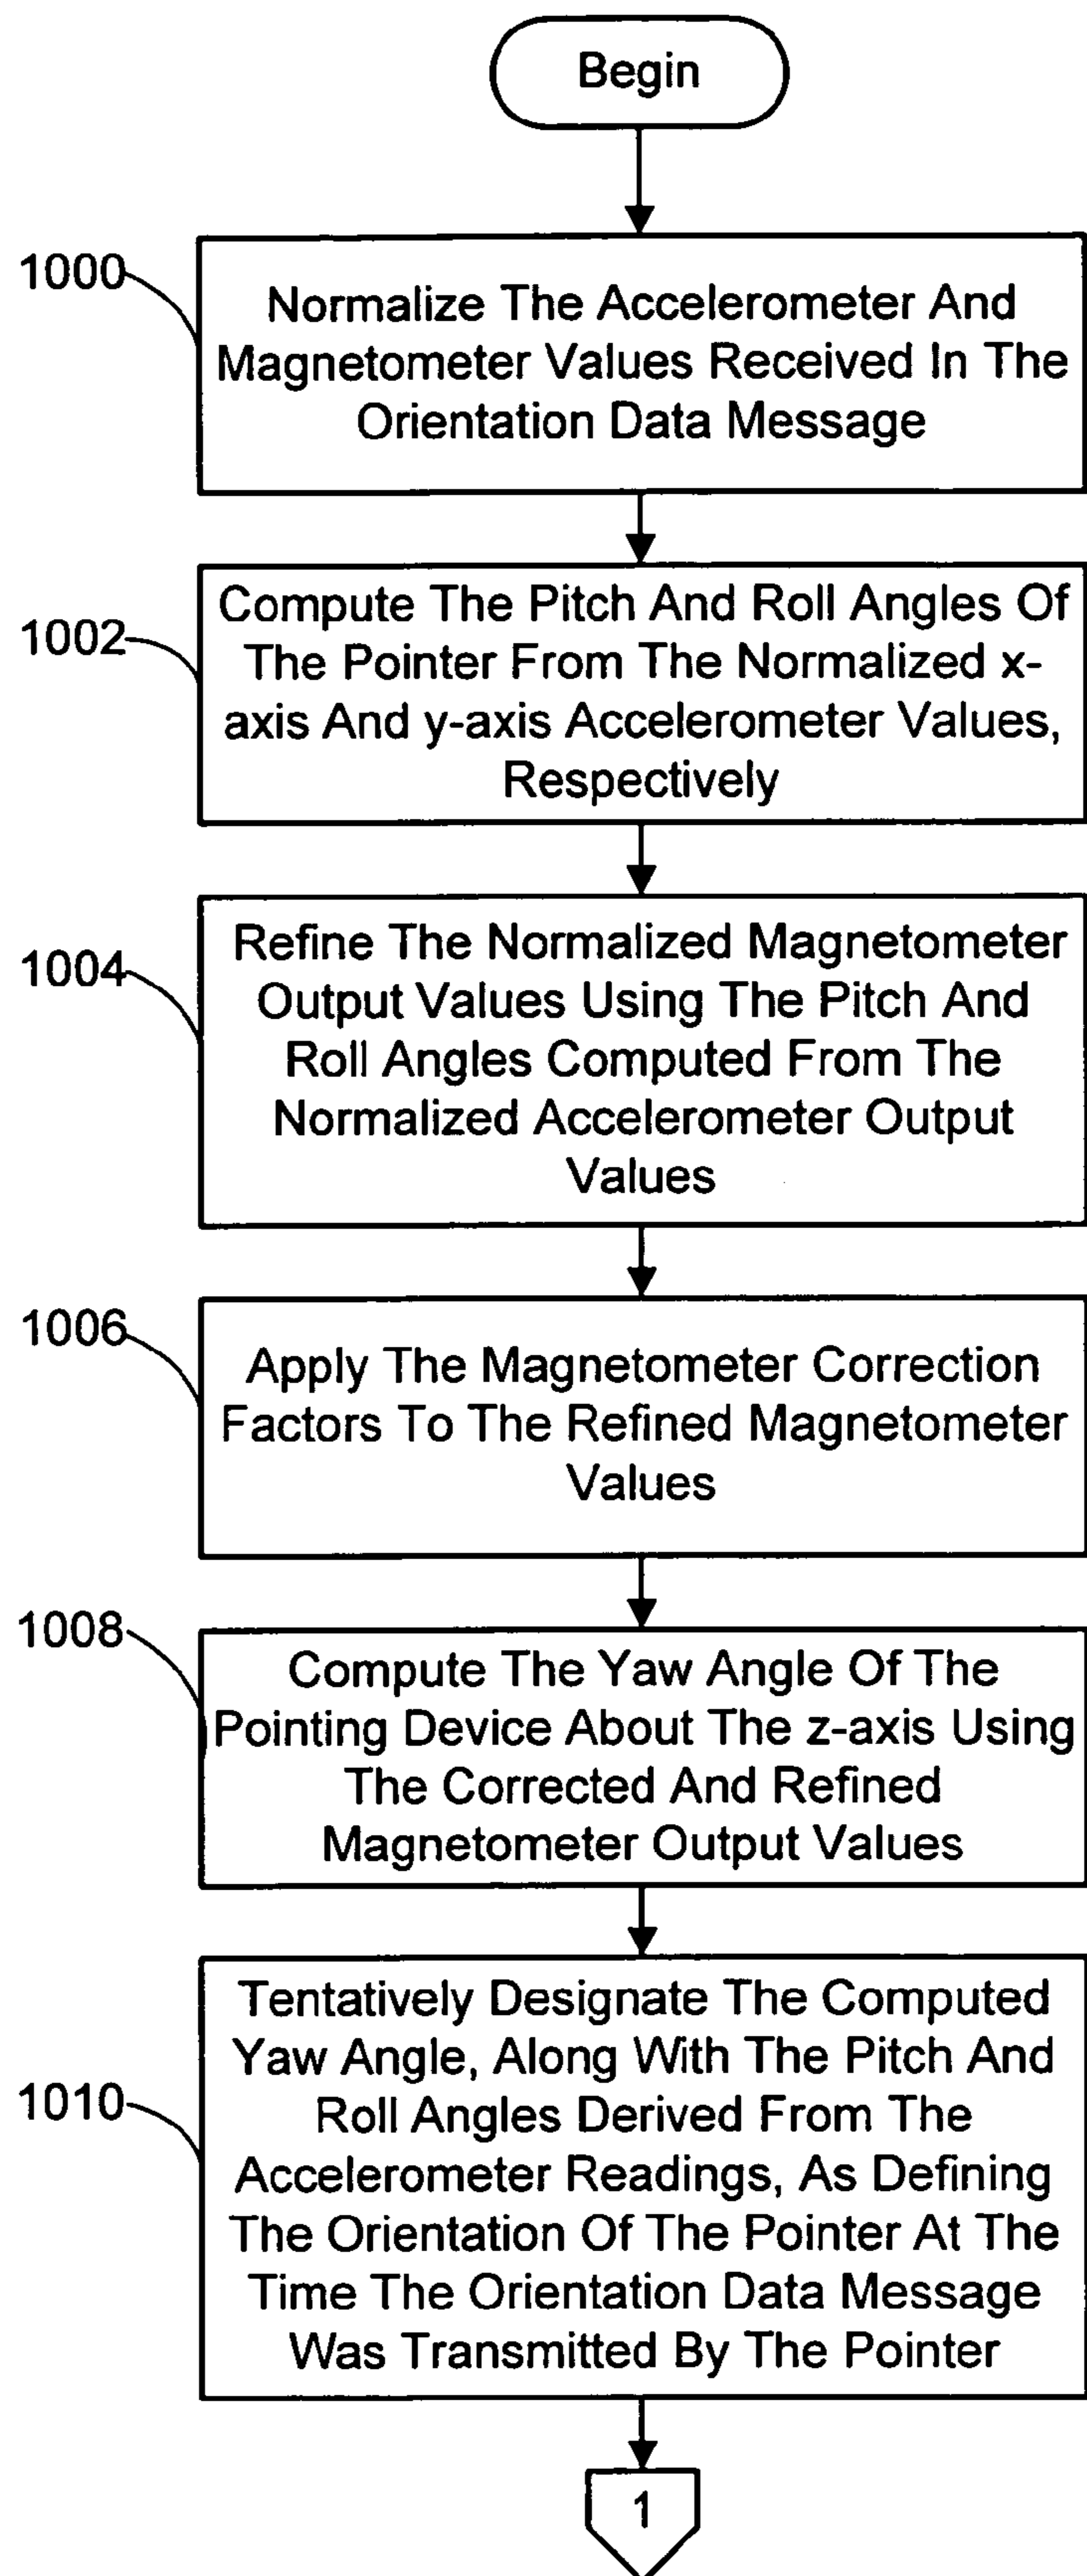 Begin
1000
Normalize The Accelerometer And
Magnetometer Values Received In The
Orientation Data Message
1002
Compute The Pitch And Roll Angles Of
The Pointer From The Normalized x-
axis And y-axis Accelerometer Values,
Respectively
1004
Refine The Normalized Magnetometer
Output Values Using The Pitch And
Roll Angles Computed From The
Normalized Accelerometer Output
Values
1006
Apply The Magnetometer Correction
Factors To The Refined Magnetometer
Values
1008
Compute The Yaw Angle Of The
Pointing Device About The z-axis Using
The Corrected And Refined
Magnetometer Output Values
1010
Tentatively Designate The Computed
Yaw Angle, Along With The Pitch And
Roll Angles Derived From The
Accelerometer Readings, As Defining
The Orientation Of The Pointer At The
Time The Orientation Data Message
Was Transmitted By The Pointer
1